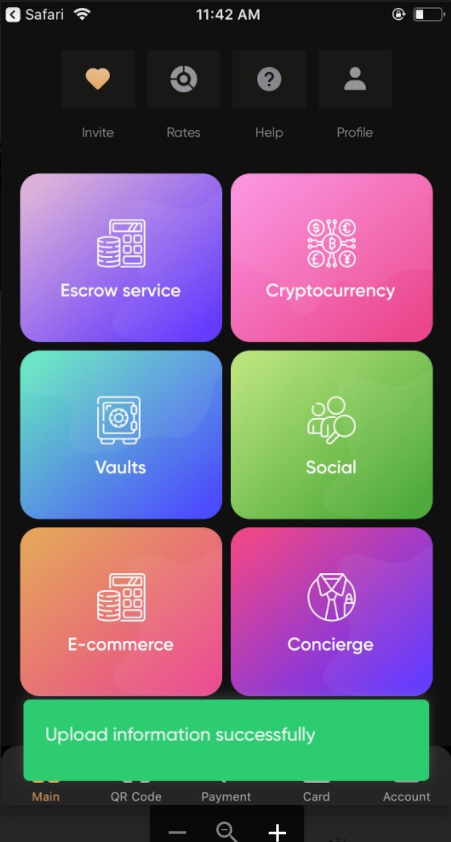 Safari
11:42 AM
Invite
Rates
Help
Profile
Escrow service
Cryptocurrency
Vaults
Social
E-commerce
Concierge
Upload information successfully
Main
QR Code
Payment
Card
Account